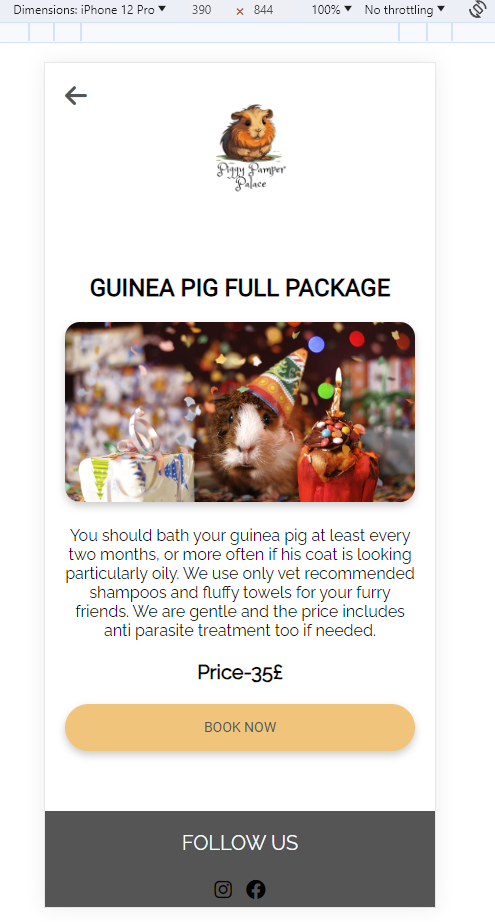 Dimensions: iPhone 12 Pro 390 × 844 100% No throttling
Piggy Pamper
Palace
GUINEA PIG FULL PACKAGE
You should bath your guinea pig at least every
two months, or more often if his coat is looking
particularly oily. We use only vet recommended
shampoos and fluffy towels for your furry
friends. We are gentle and the price includes
anti parasite treatment too if needed.
Price-35£
BOOK NOW
FOLLOW US